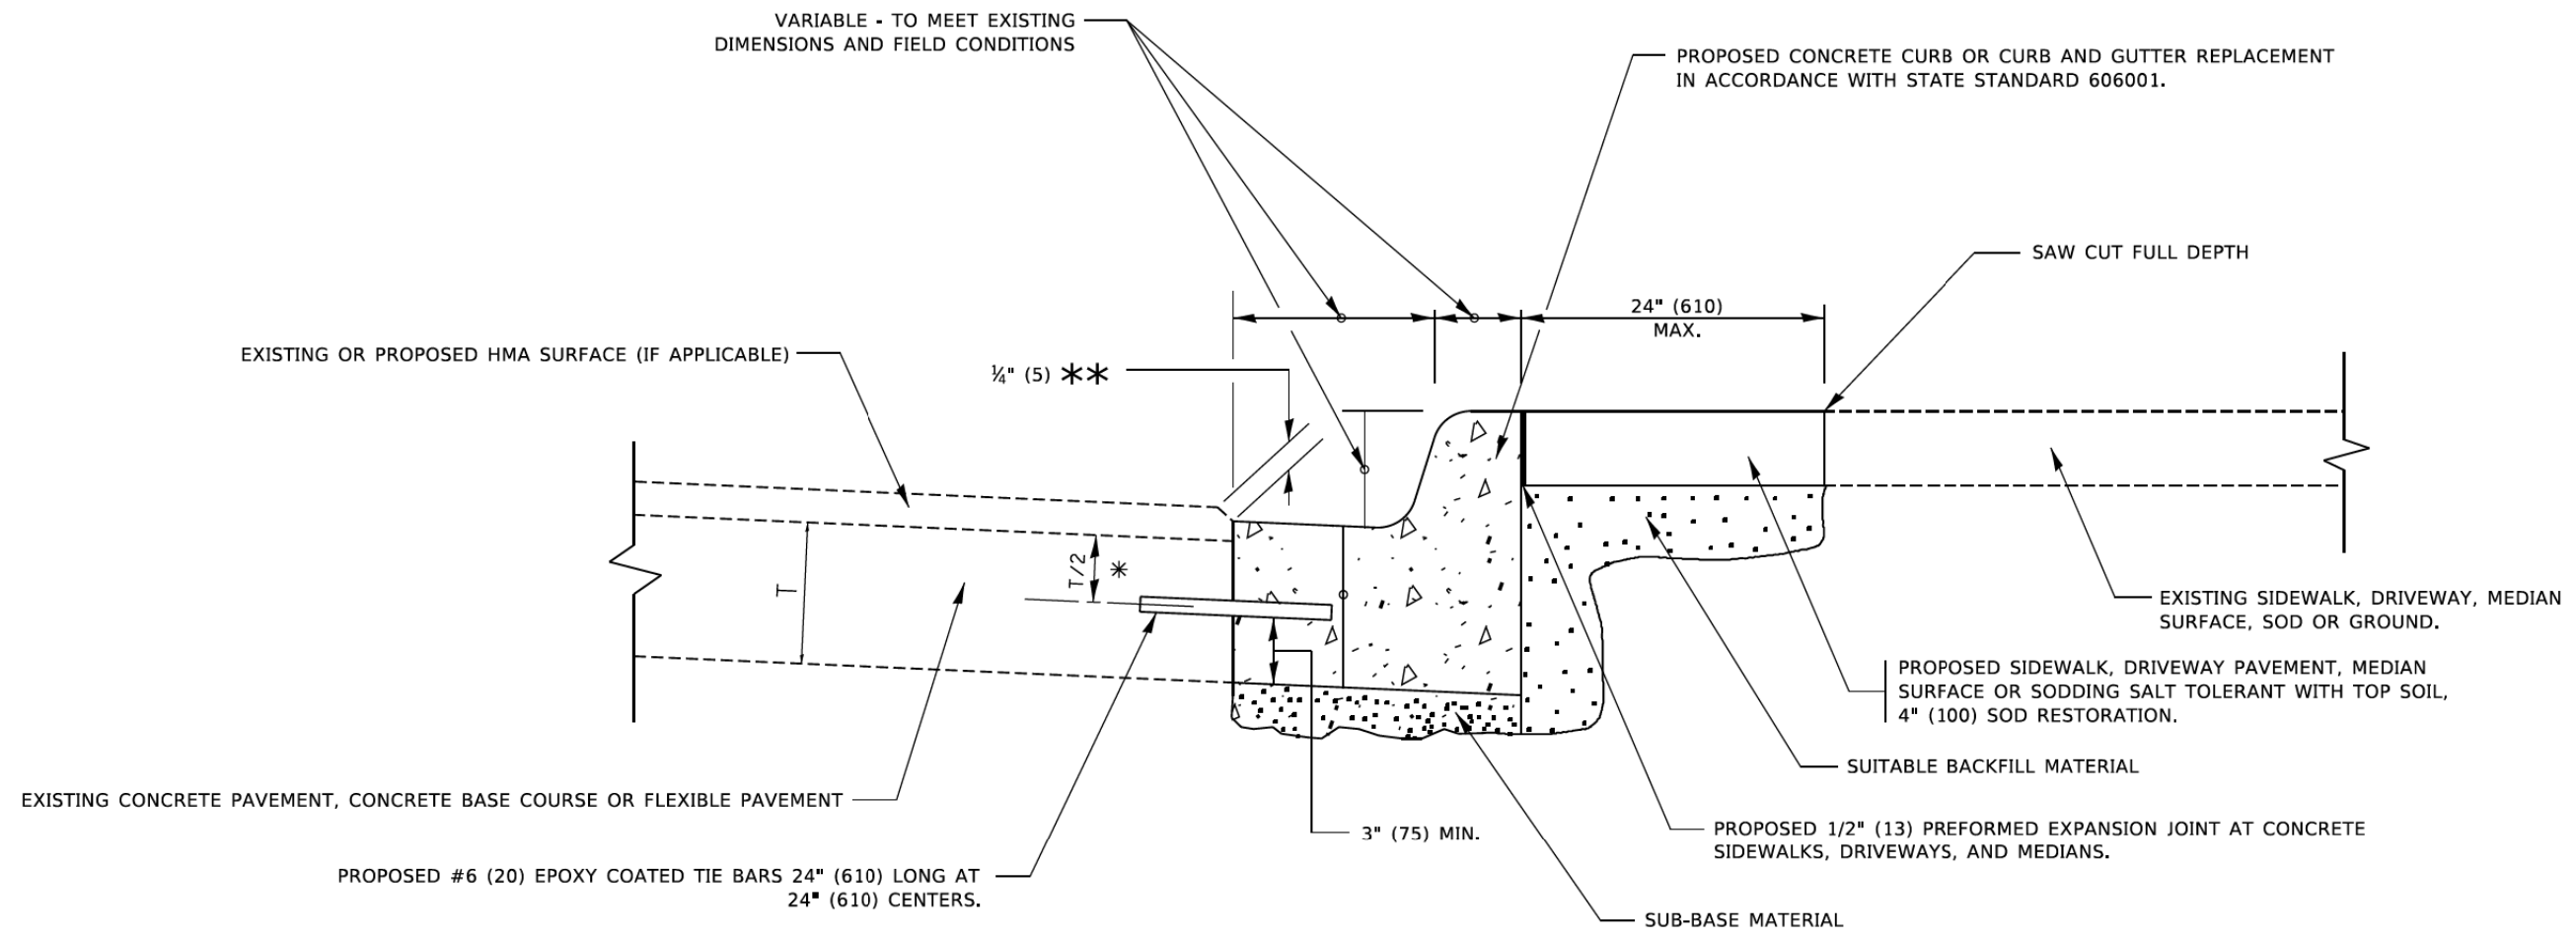 VARIABLE - TO MEET EXISTING
DIMENSIONS AND FIELD CONDITIONS
PROPOSED CONCRETE CURB OR CURB AND GUTTER REPLACEMENT
IN ACCORDANCE WITH STATE STANDARD 606001.
SAW CUT FULL DEPTH
24" (610)
MAX.
EXISTING OR PROPOSED HMA SURFACE (IF APPLICABLE)
¼" (5) **
T
T/2 *
EXISTING SIDEWALK, DRIVEWAY, MEDIAN
SURFACE, SOD OR GROUND.
PROPOSED SIDEWALK, DRIVEWAY PAVEMENT, MEDIAN
SURFACE OR SODDING SALT TOLERANT WITH TOP SOIL,
4" (100) SOD RESTORATION.
SUITABLE BACKFILL MATERIAL
EXISTING CONCRETE PAVEMENT, CONCRETE BASE COURSE OR FLEXIBLE PAVEMENT
3" (75) MIN.
PROPOSED 1/2" (13) PREFORMED EXPANSION JOINT AT CONCRETE
SIDEWALKS, DRIVEWAYS, AND MEDIANS.
PROPOSED #6 (20) EPOXY COATED TIE BARS 24" (610) LONG AT
24" (610) CENTERS.
SUB-BASE MATERIAL